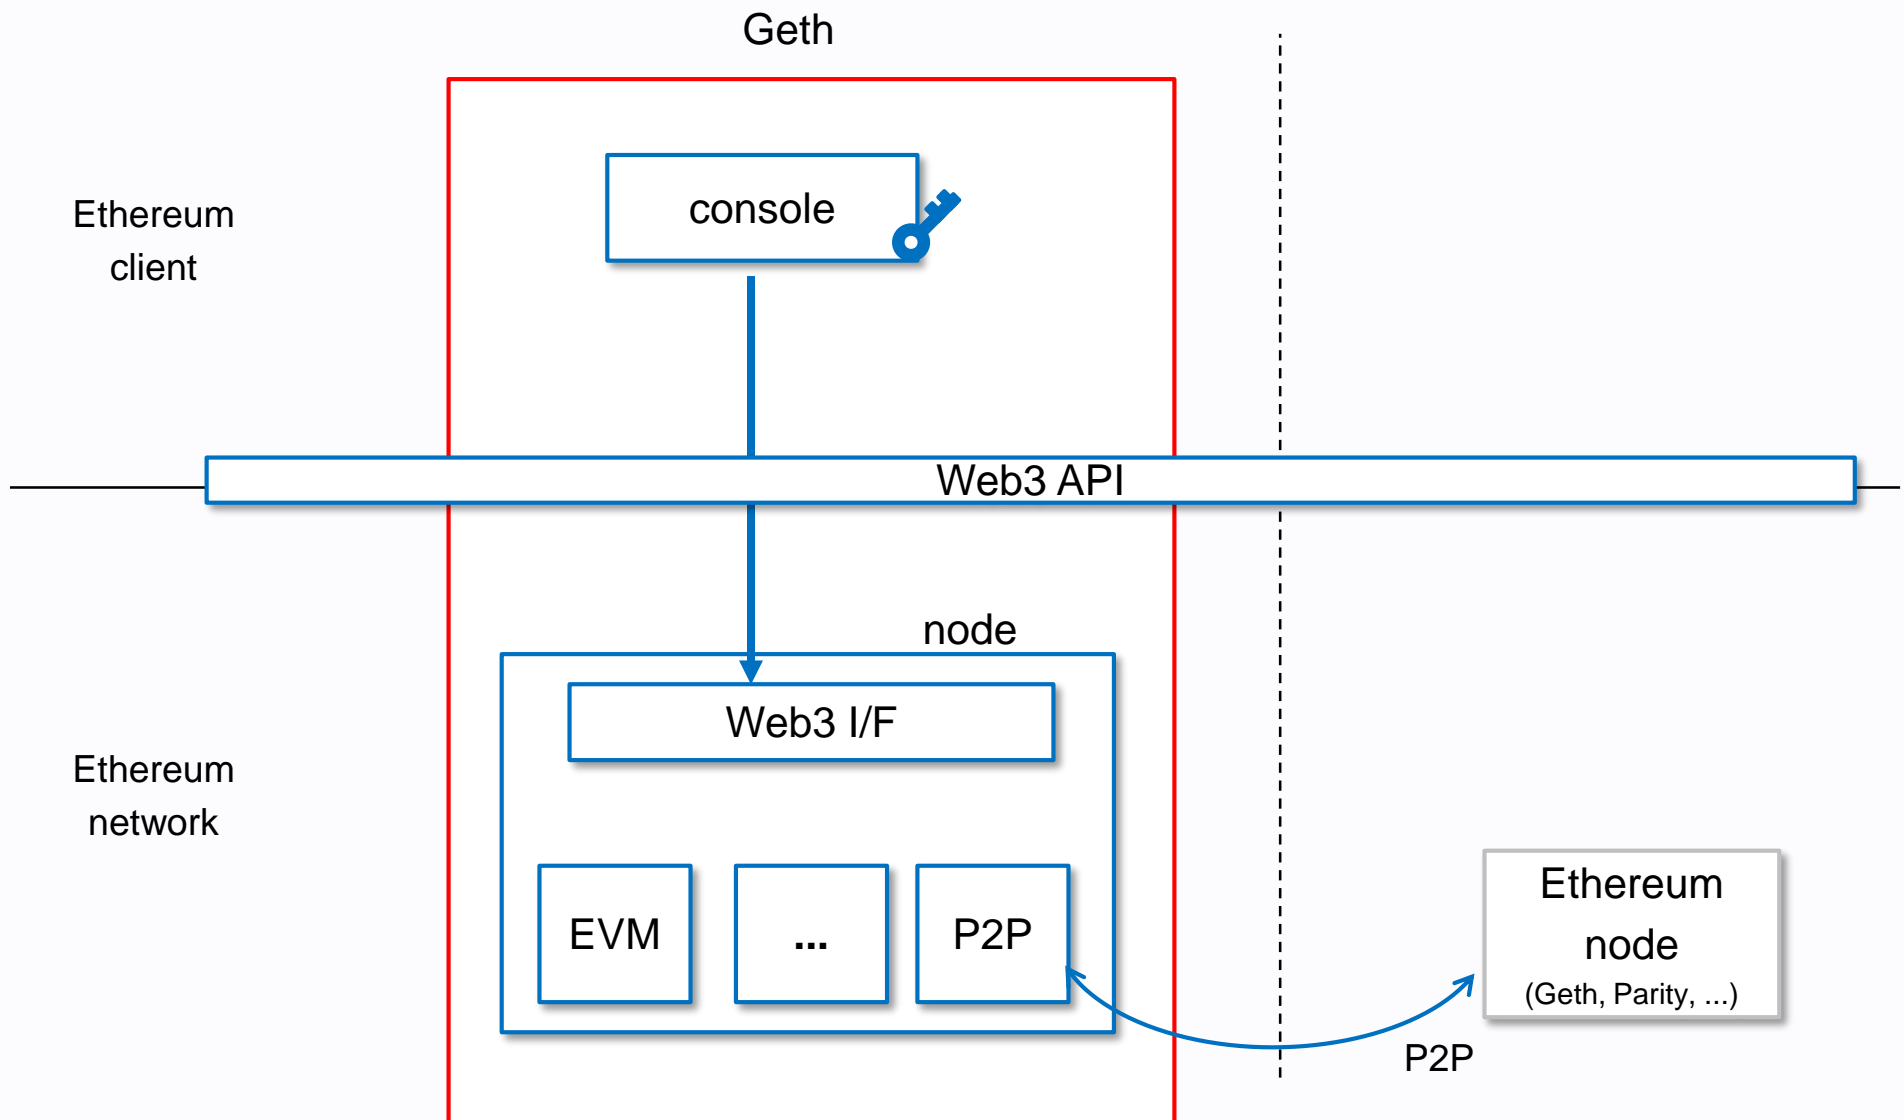 Geth
console
Ethereum
client
Web3 API
node
Web3 I/F
Ethereum
network
EVM
...
P2P
Ethereum
node
(Geth, Parity, ...)
P2P